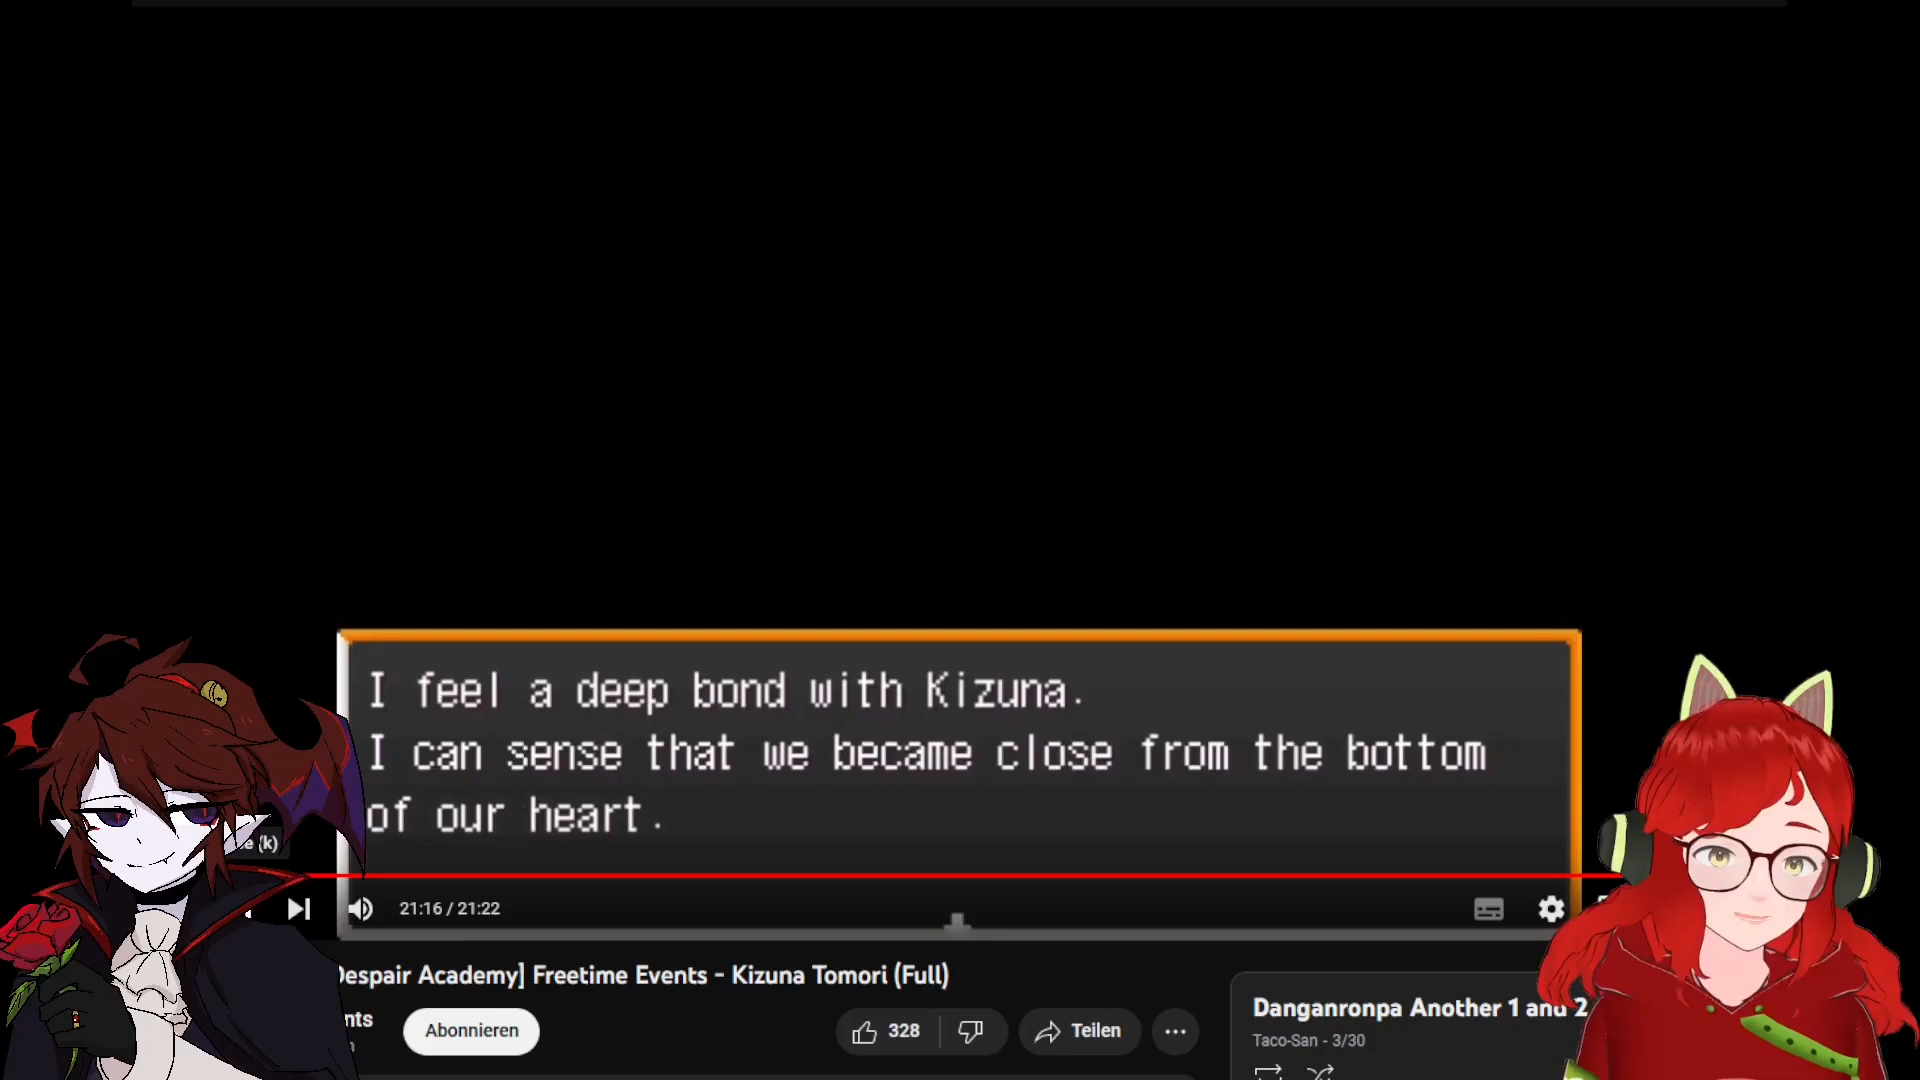 I feel a deep bond with Kizuna.
I can sense that we became close from the bottom
of our heart.
(k)
21:16 / 21:22
Despair Academy] Freetime Events - Kizuna Tomori (Full)
nts
Abonnieren
328
Teilen
Danganronpa Another 1 and 2
Taco-San - 3/30